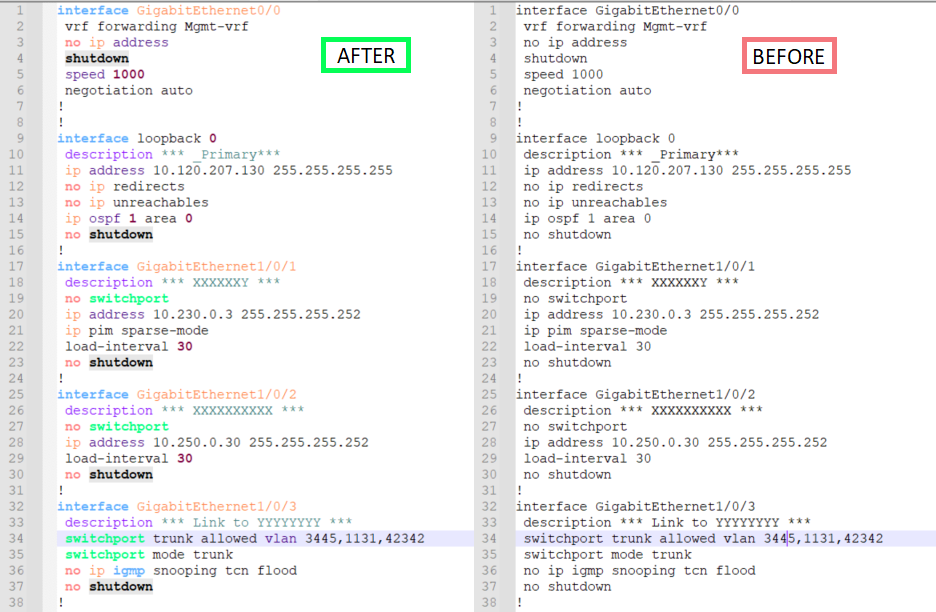 1 interface GigabitEthernet0/0
2 vrf forwarding Mgmt-vrf
3 no ip address
4 shutdown
5 speed 1000
6 negotiation auto
7 !
8 !
9 interface loopback 0
10 description *** _Primary***
11 ip address 10.120.207.130 255.255.255.255
12 no ip redirects
13 no ip unreachables
14 ip ospf 1 area 0
15 no shutdown
16 !
17 interface GigabitEthernet1/0/1
18 description *** XXXXXXY ***
19 no switchport
20 ip address 10.230.0.3 255.255.255.252
21 ip pim sparse-mode
22 load-interval 30
23 no shutdown
24 !
25 interface GigabitEthernet1/0/2
26 description *** XXXXXXXXXX ***
27 no switchport
28 ip address 10.250.0.30 255.255.255.252
29 load-interval 30
30 no shutdown
31 !
32 interface GigabitEthernet1/0/3
33 description *** Link to YYYYYYYY ***
34 switchport trunk allowed vlan 3445,1131,42342
35 switchport mode trunk
36 no ip igmp snooping tcn flood
37 no shutdown
38 !
AFTER
1 interface GigabitEthernet0/0
2 vrf forwarding Mgmt-vrf
3 no ip address
4 shutdown
5 speed 1000
6 negotiation auto
7 !
8 !
9 interface loopback 0
10 description *** _Primary***
11 ip address 10.120.207.130 255.255.255.255
12 no ip redirects
13 no ip unreachables
14 ip ospf 1 area 0
15 no shutdown
16 !
17 interface GigabitEthernet1/0/1
18 description *** XXXXXXY ***
19 no switchport
20 ip address 10.230.0.3 255.255.255.252
21 ip pim sparse-mode
22 load-interval 30
23 no shutdown
24 !
25 interface GigabitEthernet1/0/2
26 description *** XXXXXXXXXX ***
27 no switchport
28 ip address 10.250.0.30 255.255.255.252
29 load-interval 30
30 no shutdown
31 !
32 interface GigabitEthernet1/0/3
33 description *** Link to YYYYYYYY ***
34 switchport trunk allowed vlan 3445,1131,42342
35 switchport mode trunk
36 no ip igmp snooping tcn flood
37 no shutdown
38 !
BEFORE